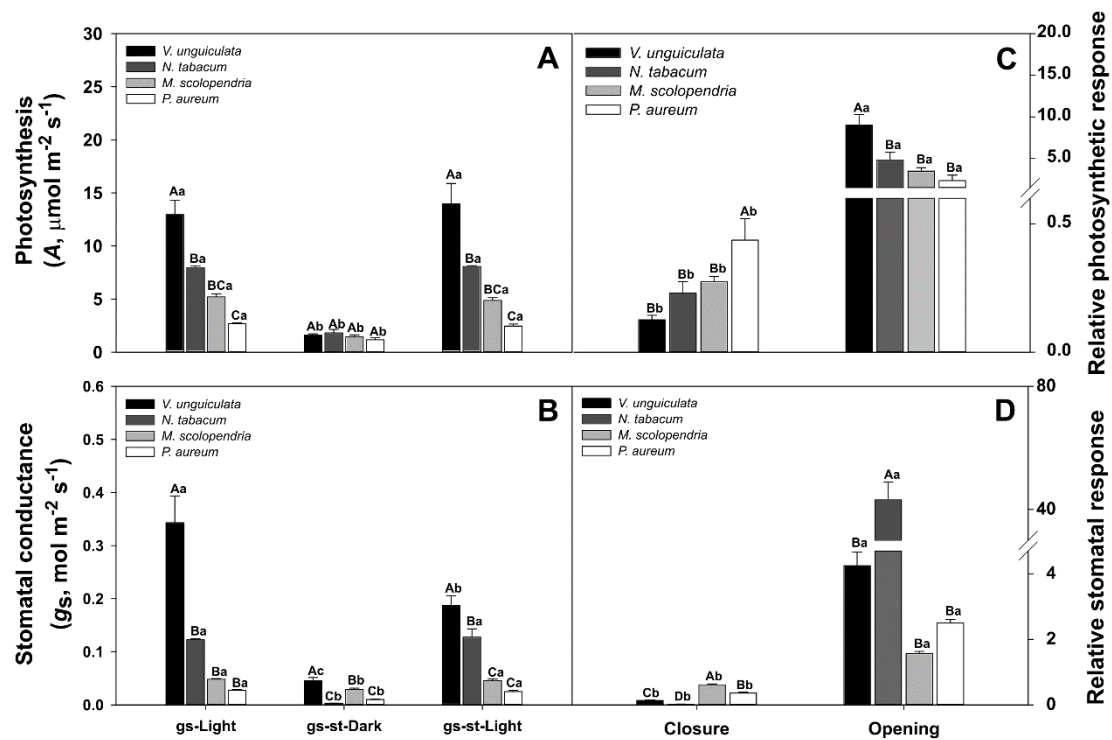 Photosynthesis
(A, μmol m-2 s-1)
30
25
20
15
10
5
0
V. unguiculata
N. tabacum
M. scolopendria
P. aureum
A
Aa
Ba
BCa
Ca
Ab
Ab
Ab
Ab
Aa
Ba
BCa
Ca
V. unguiculata
N. tabacum
M. scolopendria
P. aureum
C
Bb
Bb
Bb
Ab
Aa
Ba
Ba
Ba
20.0
15.0
10.0
5.0
0.5
0.0
Relative photosynthetic response
Stomatal conductance
(gs, mol m-2 s-1)
0.6
0.5
0.4
0.3
0.2
0.1
0.0
V. unguiculata
N. tabacum
M. scolopendria
P. aureum
B
Aa
Ba
Ba
Ba
Ac
Cb
Bb
Cb
Ab
Ba
Ca
Ca
gs-Light
gs-st-Dark
gs-st-Light
V. unguiculata
N. tabacum
M. scolopendria
P. aureum
D
Cb
Db
Ab
Bb
Ba
Aa
Ba
Ba
Closure
Opening
80
40
4
2
0
Relative stomatal response